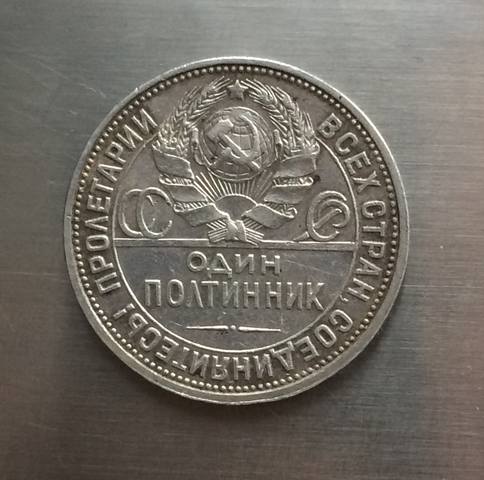 ПРОЛЕТАРИИ ВСЕХ СТРАН, СОЕДИНЯЙТЕСЬ!
СС СР
ОДИН
ПОЛТИННИК